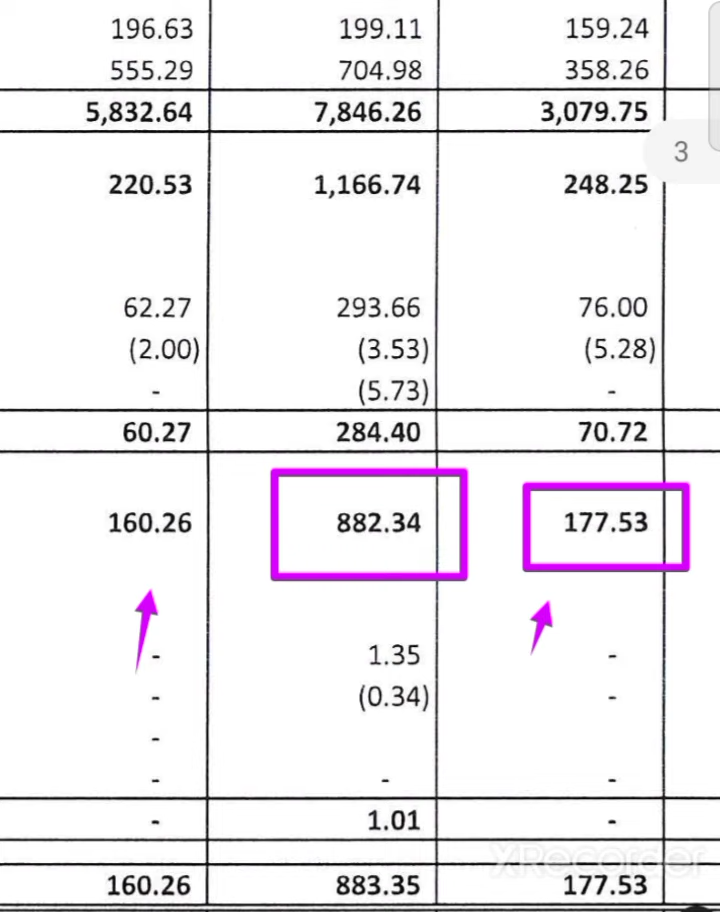 196.63 199.11 159.24
555.29 704.98 358.26
5,832.64 7,846.26 3,079.75
3
220.53 1,166.74 248.25
62.27 293.66 76.00
(2.00) (3.53) (5.28)
- (5.73) -
60.27 284.40 70.72
160.26 882.34 177.53
- 1.35 -
- (0.34) -
-
- - -
- 1.01 -
XRecorder
160.26 883.35 177.53